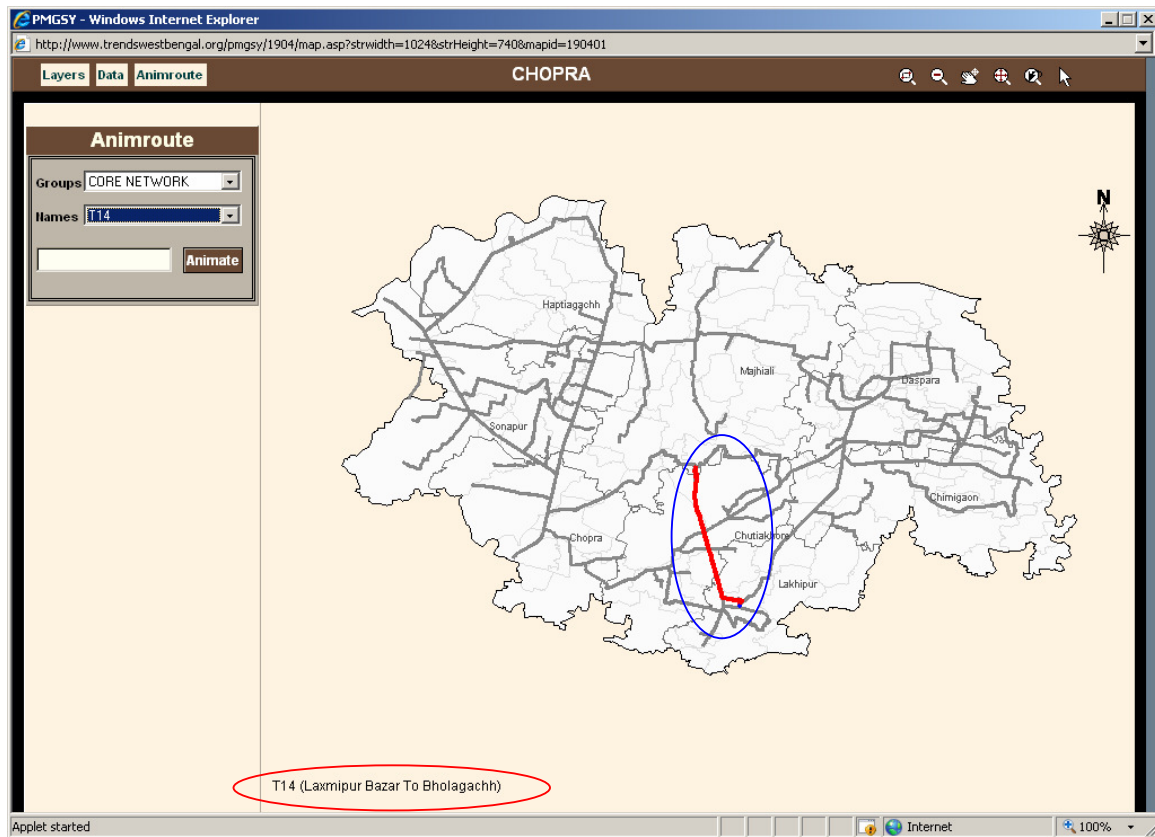 PMGSY - Windows Internet Explorer
http://www.trendswestbengal.org/pmgsy/1904/map.asp?strwidth=1024&strHeight=740&mapid=190401
Layers Data Animroute CHOPRA
Animroute
Groups CORE NETWORK
Names T14
Animate
N
Haptiagachh
Majhiali
Daspara
Sonapur
Chirnigaon
Chopra
Chutiakhore
Lakhipur
T14 (Laxmipur Bazar To Bholagachh)
Applet started Internet 100%